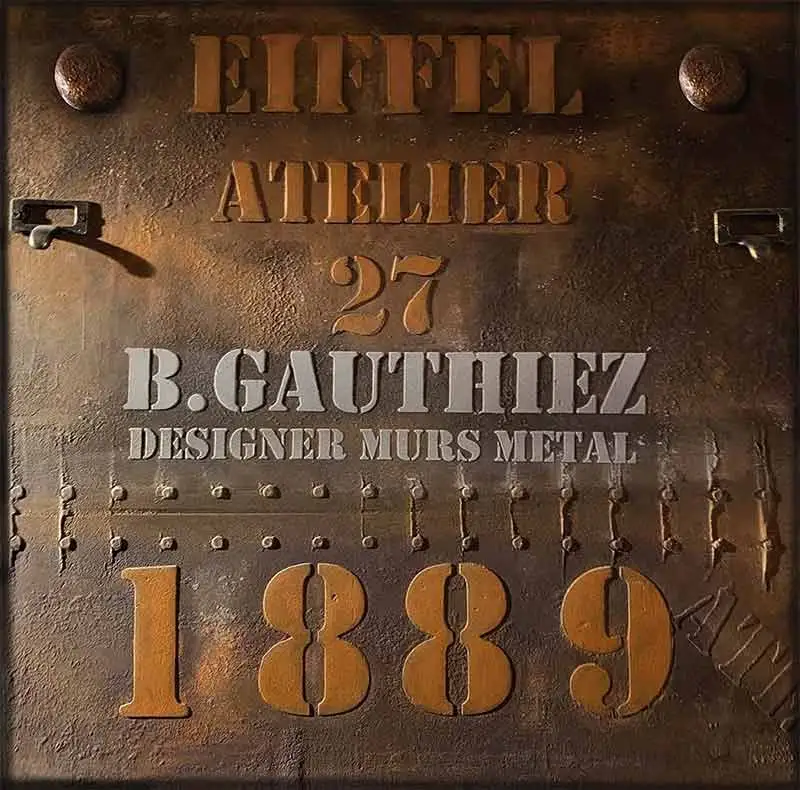 EIFFEL
ATELIER
27
B.GAUTHIEZ
DESIGNER MURS METAL
1889